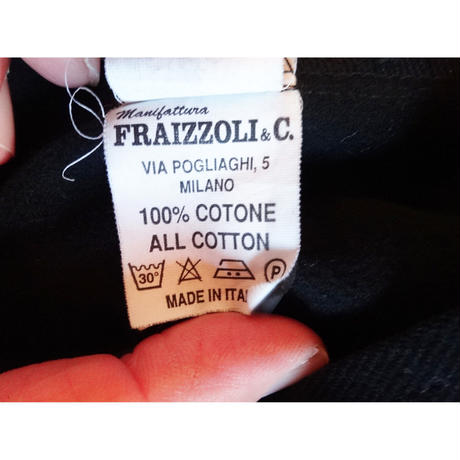 Manifattura
FRAIZZOLI & C.
VIA POGLIAGHI, 5
MILANO
100% COTONE
ALL COTTON
30° P
MADE IN ITA